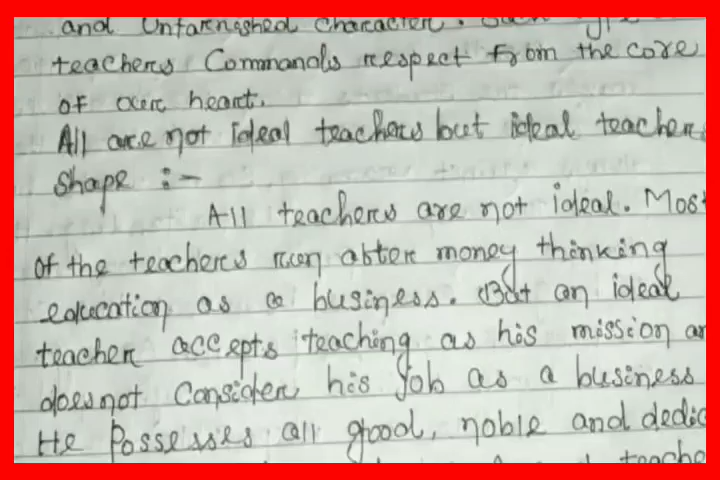 and Untarnished Character. Such
teachers Commands respect from the core
of our heart.
All are not ideal teachers but ideal teachers
shape :-
All teachers are not ideal. Most
of the teachers run abter money thinking
education as a business. But an ideal
teacher accepts teaching as his mission an
does not Consider his job as a business
He Possesses all good, noble and dedic